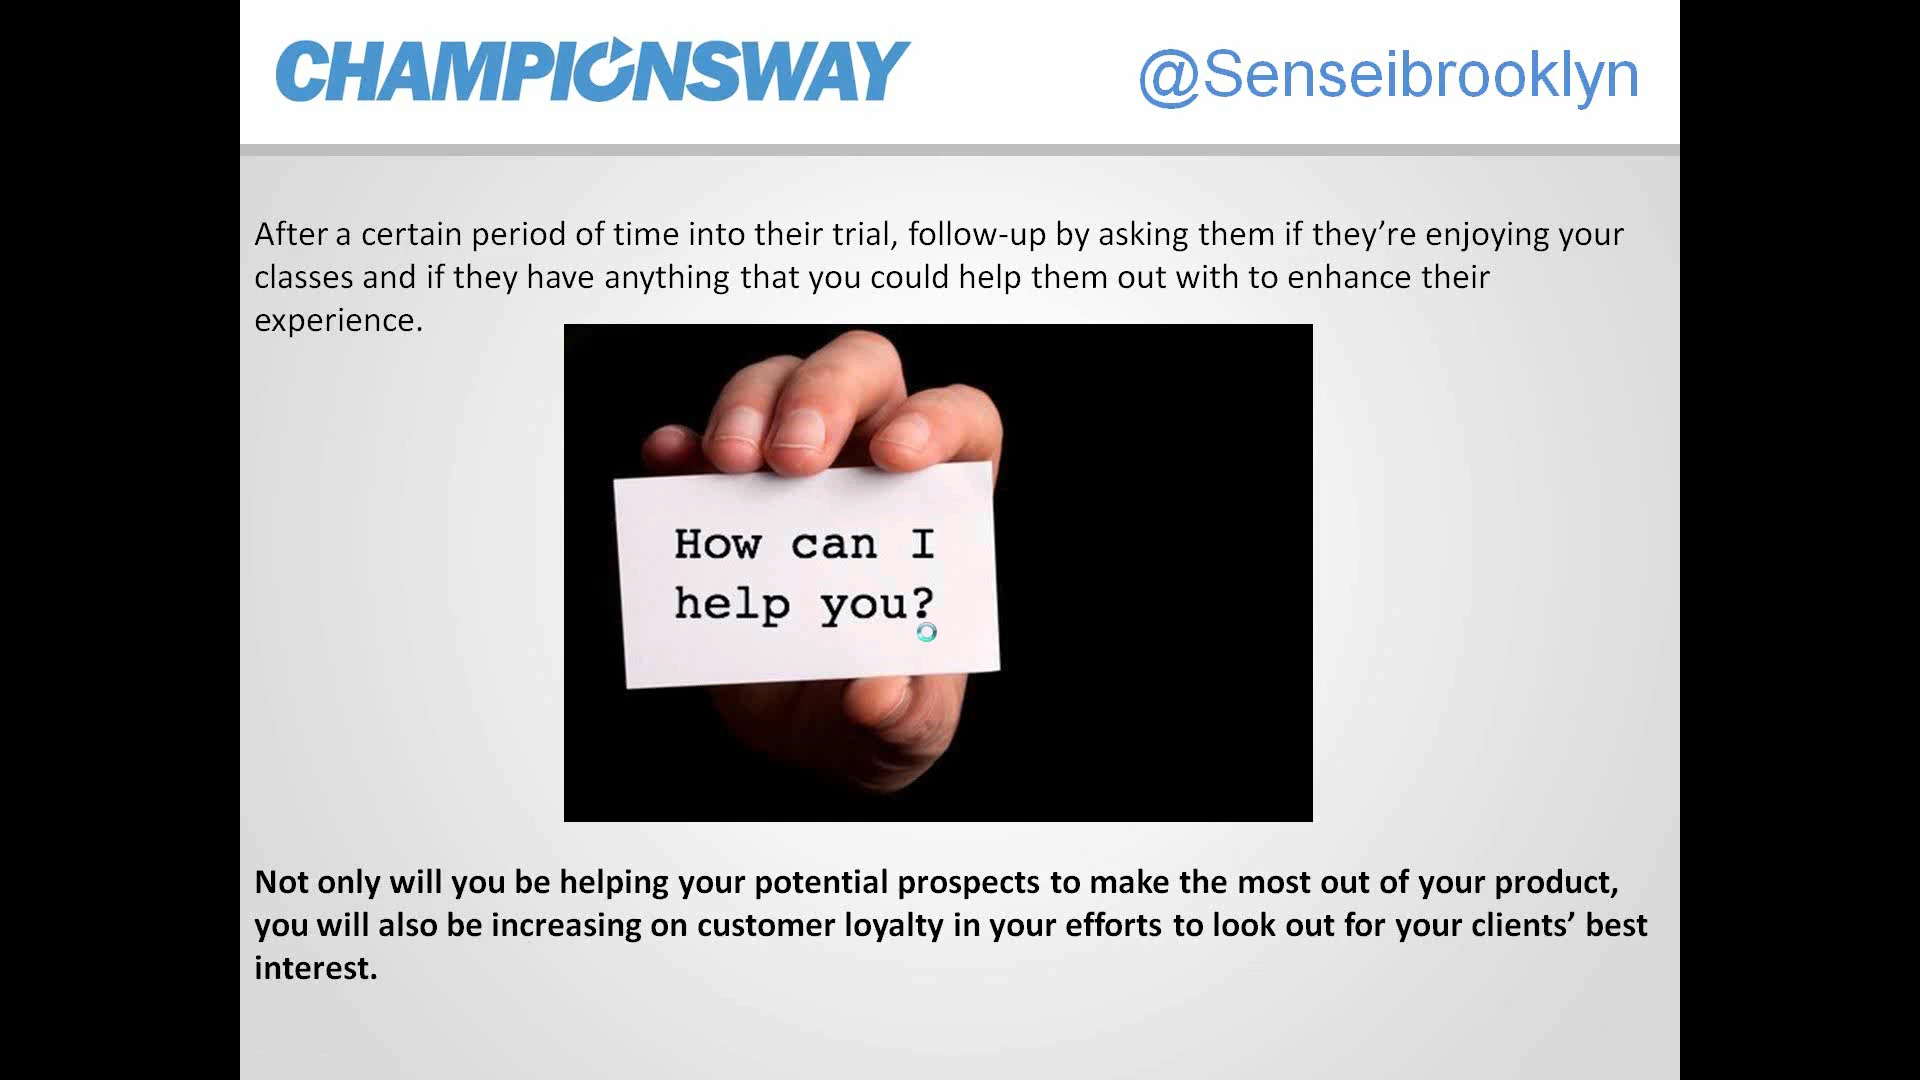 CHAMPIONSWAY
@Senseibrooklyn
After a certain period of time into their trial, follow-up by asking them if they’re enjoying your
classes and if they have anything that you could help them out with to enhance their
experience.
How can I
help you?
Not only will you be helping your potential prospects to make the most out of your product,
you will also be increasing on customer loyalty in your efforts to look out for your clients’ best
interest.